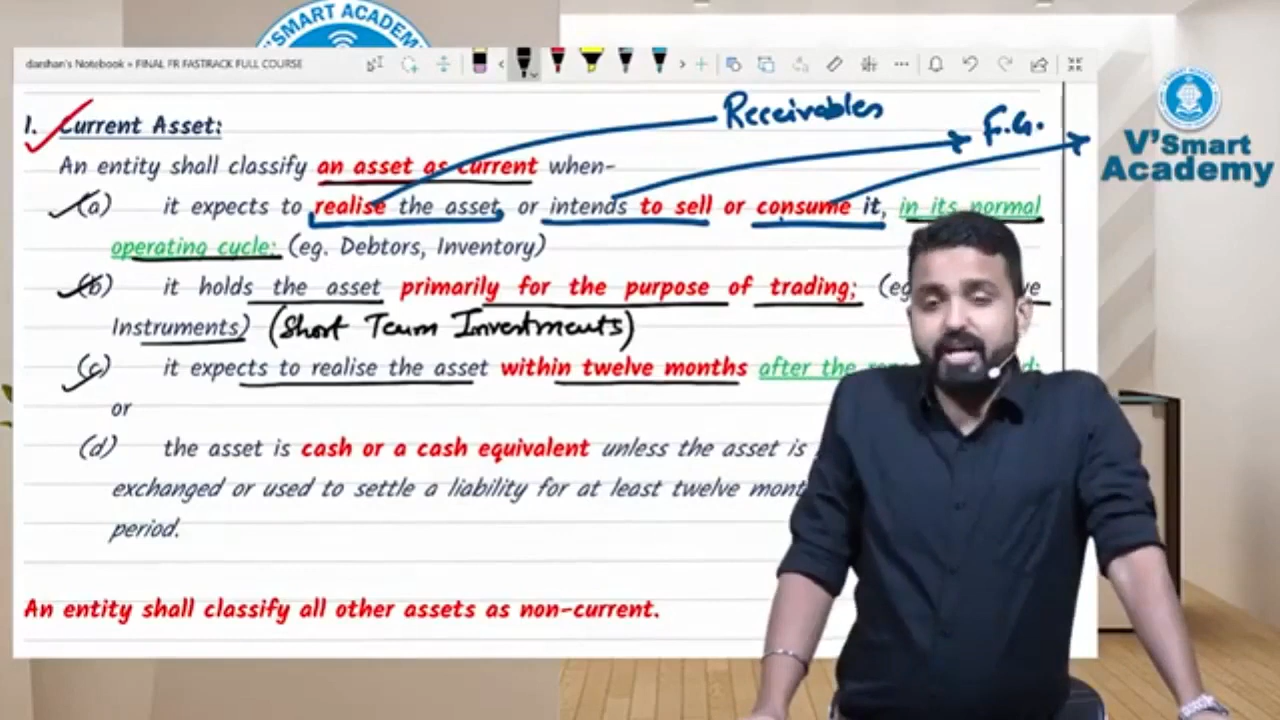 V'SMART ACADEMY
darshan's Notebook » FINAL FR FASTRACK FULL COURSE
Receivables
F.G.
V'Smart
Academy
1. Current Asset:
An entity shall classify an asset as current when-
(a) it expects to realise the asset, or intends to sell or consume it, in its normal
operating cycle; (eg. Debtors, Inventory)
(b) it holds the asset primarily for the purpose of trading; (eg
Instruments) (Short Term Investments)
(c) it expects to realise the asset within twelve months after the
or
(d) the asset is cash or a cash equivalent unless the asset is
exchanged or used to settle a liability for at least twelve
period.
An entity shall classify all other assets as non-current.